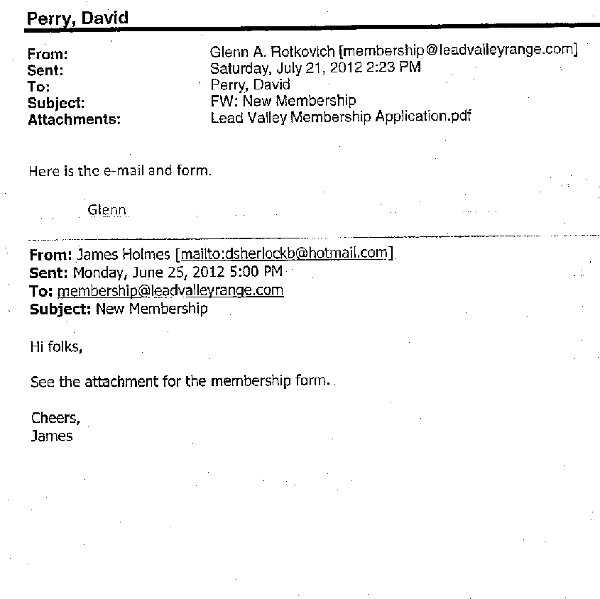 Perry, David
From: Glenn A. Rotkovich [membership@leadvalleyrange.com]
Sent: Saturday, July 21, 2012 2:23 PM
To: Perry, David
Subject: FW: New Membership
Attachments: Lead Valley Membership Application.pdf
Here is the e-mail and form.
Glenn
From: James Holmes [mailto:dsherlockb@hotmail.com]
Sent: Monday, June 25, 2012 5:00 PM
To: membership@leadvalleyrange.com
Subject: New Membership
Hi folks,
See the attachment for the membership form.
Cheers,
James